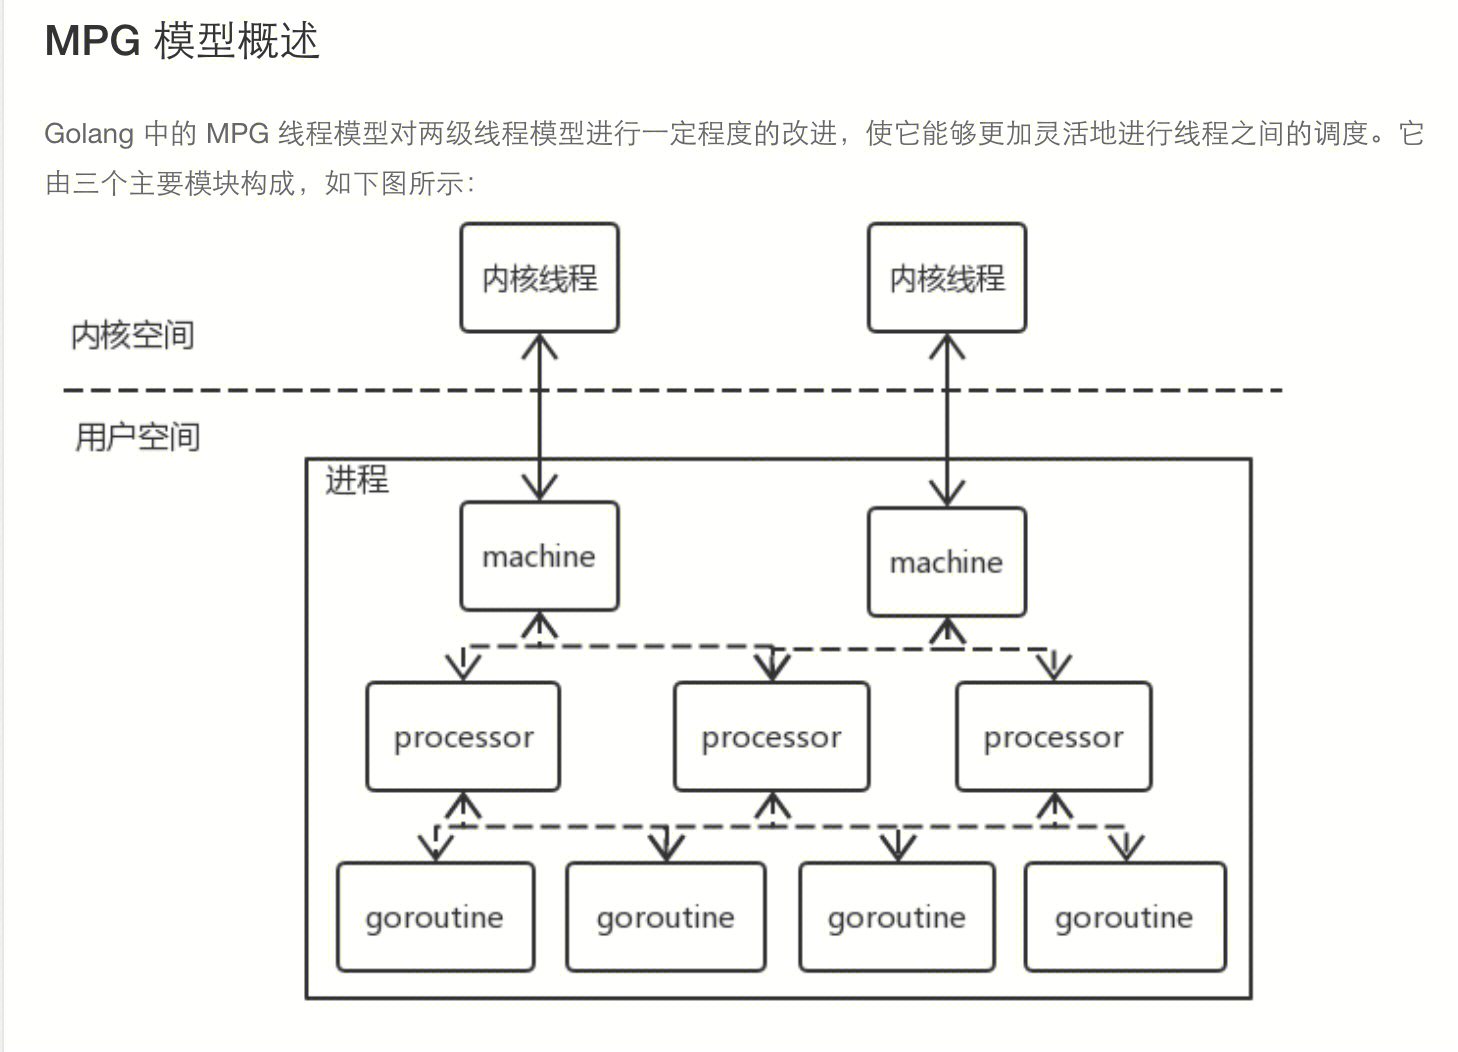 MPG 模型概述
Golang 中的 MPG 线程模型对两级线程模型进行一定程度的改进，使它能够更加灵活地进行线程之间的调度。它
由三个主要模块构成，如下图所示：
内核线程 内核线程
内核空间
用户空间
进程
machine machine
processor processor processor
goroutine goroutine goroutine goroutine